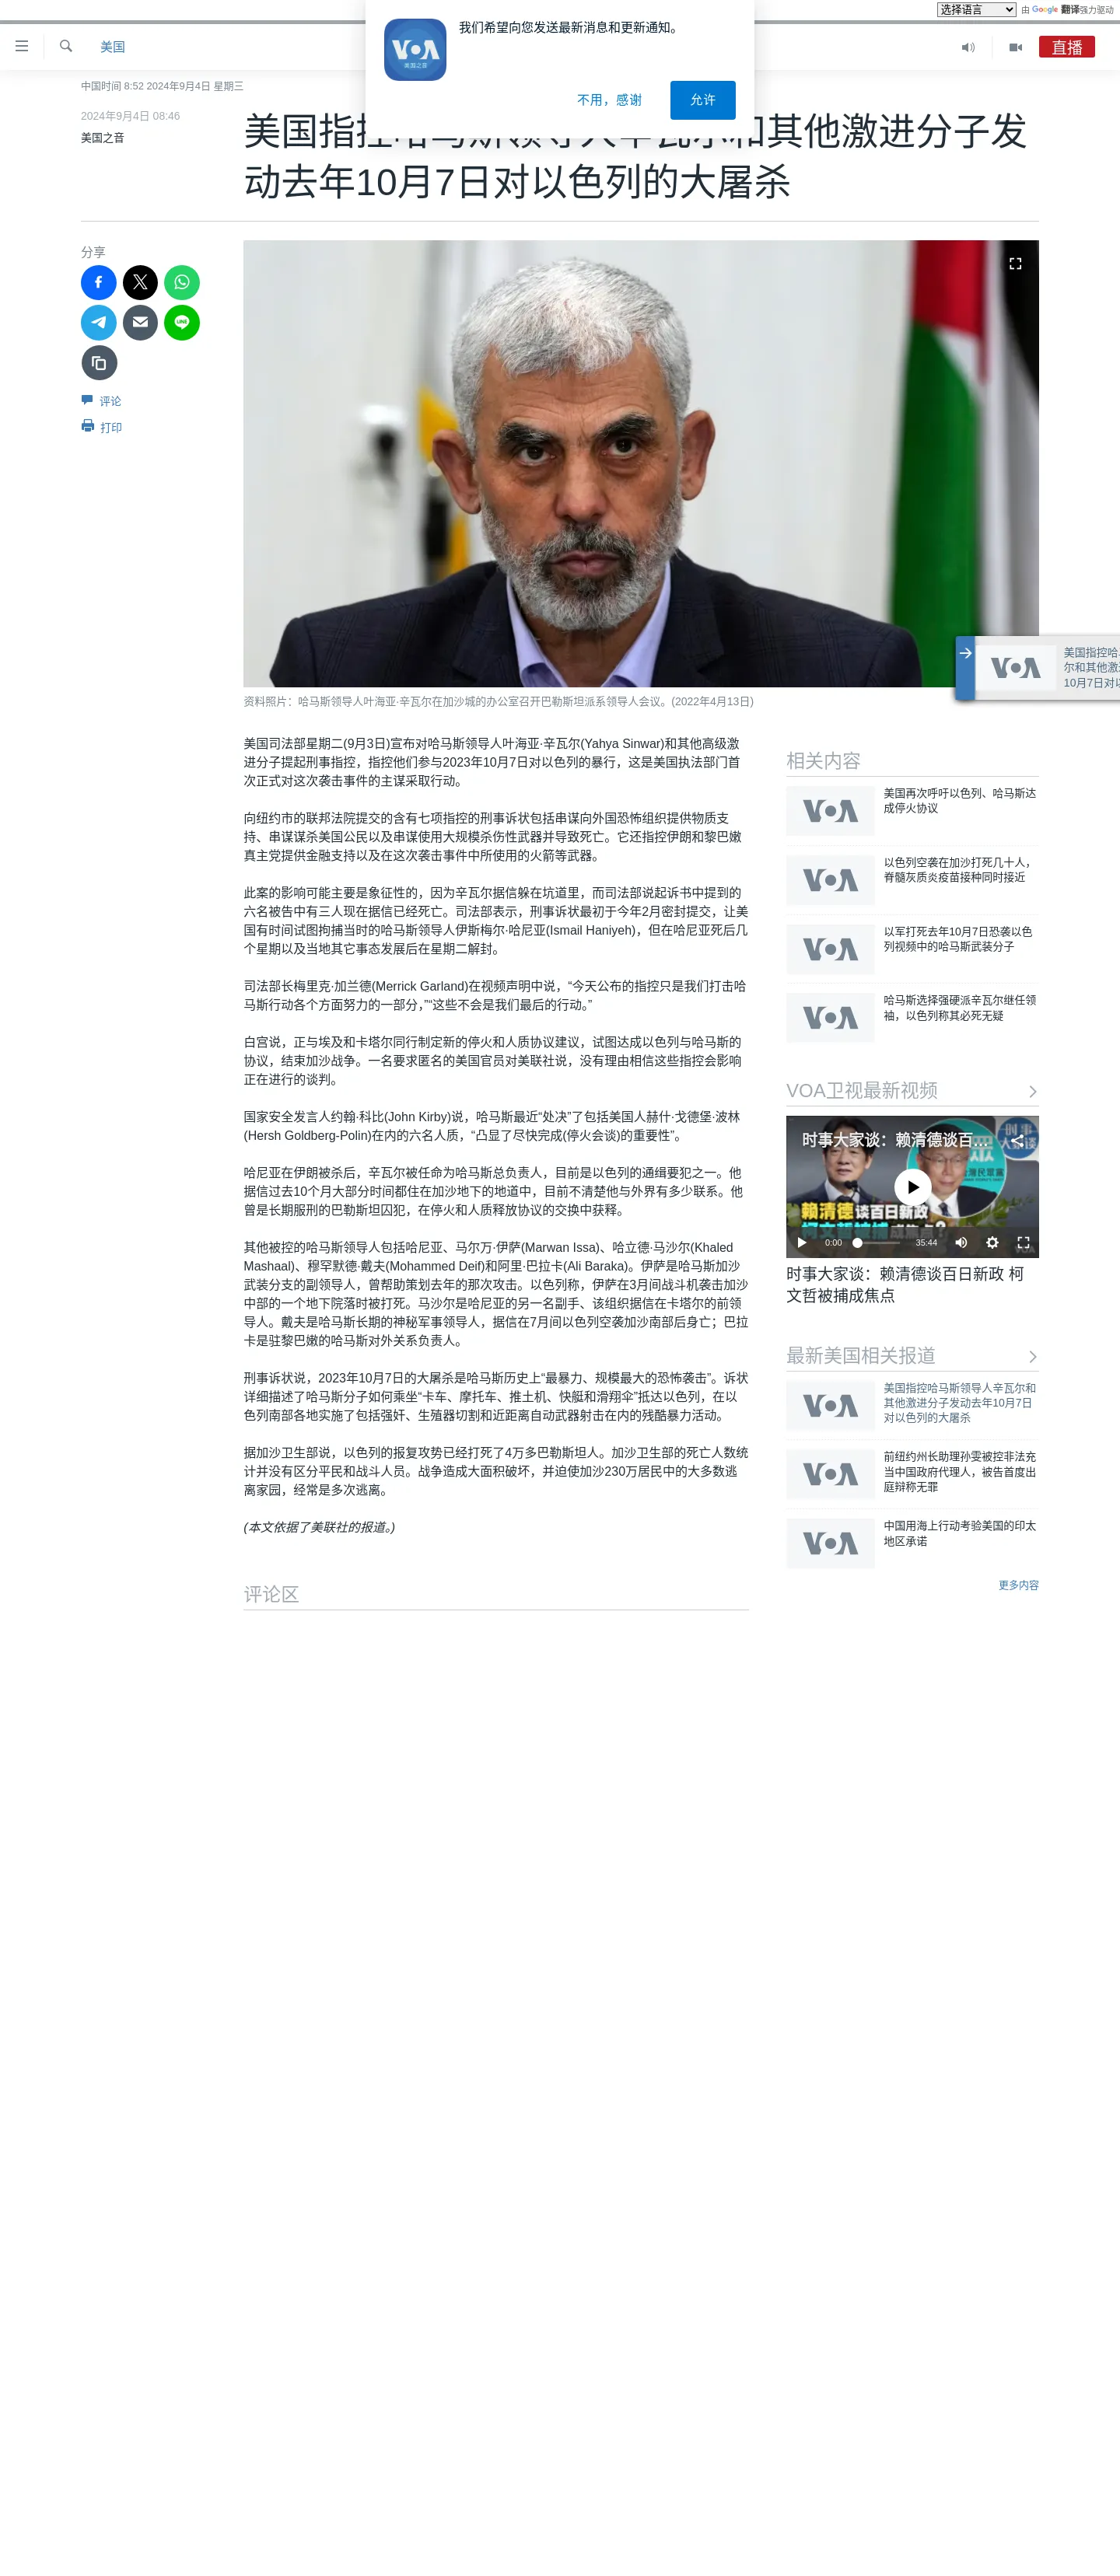 选择语言
由 Google 翻译强力驱动
我们希望向您发送最新消息和更新通知。
VOA
美国之音
不用，感谢
允许
美国
直播
中国时间 8:52 2024年9月4日 星期三
2024年9月4日 08:46
美国之音
美国指控哈马斯领导人辛瓦尔和其他激进分子发
动去年10月7日对以色列的大屠杀
分享
LINE
评论
打印
资料照片：哈马斯领导人叶海亚·辛瓦尔在加沙城的办公室召开巴勒斯坦派系领导人会议。(2022年4月13日)
VOA
美国指控哈
尔和其他激
10月7日对以
美国司法部星期二(9月3日)宣布对哈马斯领导人叶海亚·辛瓦尔(Yahya Sinwar)和其他高级激
进分子提起刑事指控，指控他们参与2023年10月7日对以色列的暴行，这是美国执法部门首
次正式对这次袭击事件的主谋采取行动。
向纽约市的联邦法院提交的含有七项指控的刑事诉状包括串谋向外国恐怖组织提供物质支
持、串谋谋杀美国公民以及串谋使用大规模杀伤性武器并导致死亡。它还指控伊朗和黎巴嫩
真主党提供金融支持以及在这次袭击事件中所使用的火箭等武器。
此案的影响可能主要是象征性的，因为辛瓦尔据信躲在坑道里，而司法部说起诉书中提到的
六名被告中有三人现在据信已经死亡。司法部表示，刑事诉状最初于今年2月密封提交，让美
国有时间试图拘捕当时的哈马斯领导人伊斯梅尔·哈尼亚(Ismail Haniyeh)，但在哈尼亚死后几
个星期以及当地其它事态发展后在星期二解封。
司法部长梅里克·加兰德(Merrick Garland)在视频声明中说，“今天公布的指控只是我们打击哈
马斯行动各个方面努力的一部分，”“这些不会是我们最后的行动。”
白宫说，正与埃及和卡塔尔同行制定新的停火和人质协议建议，试图达成以色列与哈马斯的
协议，结束加沙战争。一名要求匿名的美国官员对美联社说，没有理由相信这些指控会影响
正在进行的谈判。
国家安全发言人约翰·科比(John Kirby)说，哈马斯最近“处决”了包括美国人赫什·戈德堡·波林
(Hersh Goldberg-Polin)在内的六名人质，“凸显了尽快完成(停火会谈)的重要性”。
哈尼亚在伊朗被杀后，辛瓦尔被任命为哈马斯总负责人，目前是以色列的通缉要犯之一。他
据信过去10个月大部分时间都住在加沙地下的地道中，目前不清楚他与外界有多少联系。他
曾是长期服刑的巴勒斯坦囚犯，在停火和人质释放协议的交换中获释。
其他被控的哈马斯领导人包括哈尼亚、马尔万·伊萨(Marwan Issa)、哈立德·马沙尔(Khaled
Mashaal)、穆罕默德·戴夫(Mohammed Deif)和阿里·巴拉卡(Ali Baraka)。伊萨是哈马斯加沙
武装分支的副领导人，曾帮助策划去年的那次攻击。以色列称，伊萨在3月间战斗机袭击加沙
中部的一个地下院落时被打死。马沙尔是哈尼亚的另一名副手、该组织据信在卡塔尔的前领
导人。戴夫是哈马斯长期的神秘军事领导人，据信在7月间以色列空袭加沙南部后身亡；巴拉
卡是驻黎巴嫩的哈马斯对外关系负责人。
刑事诉状说，2023年10月7日的大屠杀是哈马斯历史上“最暴力、规模最大的恐怖袭击”。诉状
详细描述了哈马斯分子如何乘坐“卡车、摩托车、推土机、快艇和滑翔伞”抵达以色列，在以
色列南部各地实施了包括强奸、生殖器切割和近距离自动武器射击在内的残酷暴力活动。
据加沙卫生部说，以色列的报复攻势已经打死了4万多巴勒斯坦人。加沙卫生部的死亡人数统
计并没有区分平民和战斗人员。战争造成大面积破坏，并迫使加沙230万居民中的大多数逃
离家园，经常是多次逃离。
(本文依据了美联社的报道。)
评论区
相关内容
VOA
美国再次呼吁以色列、哈马斯达
成停火协议
VOA
以色列空袭在加沙打死几十人，
脊髓灰质炎疫苗接种同时接近
VOA
以军打死去年10月7日恐袭以色
列视频中的哈马斯武装分子
VOA
哈马斯选择强硬派辛瓦尔继任领
袖，以色列称其必死无疑
VOA卫视最新视频
时事大家谈：赖清德谈百...
賴清德談百日新政
0:00
35:44
时事大家谈：赖清德谈百日新政 柯
文哲被捕成焦点
最新美国相关报道
VOA
美国指控哈马斯领导人辛瓦尔和
其他激进分子发动去年10月7日
对以色列的大屠杀
VOA
前纽约州长助理孙雯被控非法充
当中国政府代理人，被告首度出
庭辩称无罪
VOA
中国用海上行动考验美国的印太
地区承诺
更多内容